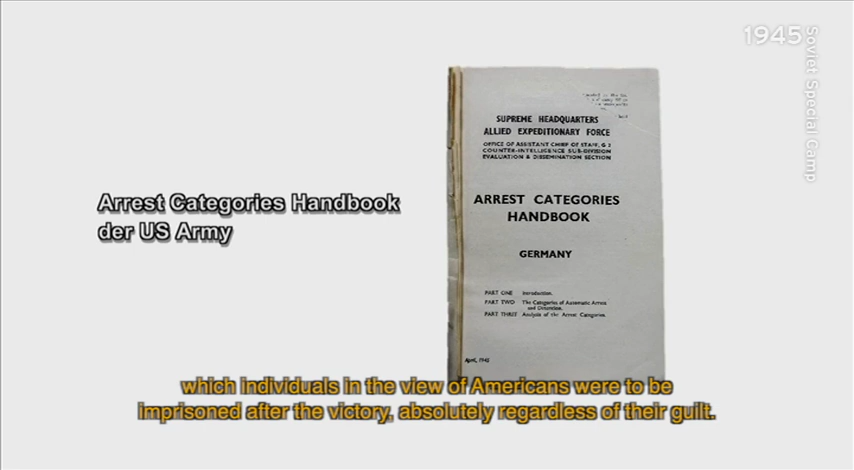 1945
Soviet Special Camp
SUPREME HEADQUARTERS
ALLIED EXPEDITIONARY FORCE
OFFICE OF ASSISTANT CHIEF OF STAFF, G 2
COUNTER-INTELLIGENCE SUB-DIVISION
EVALUATION & DISSEMINATION SECTION
ARREST CATEGORIES
HANDBOOK
GERMANY
PART ONE Introduction.
PART TWO The Categories of Automatic Arrest
and Detention.
PART THREE Analysis of the Arrest Categories.
April, 1945
Arrest Categories Handbook
der US Army
which individuals in the view of Americans were to be
imprisoned after the victory, absolutely regardless of their guilt.